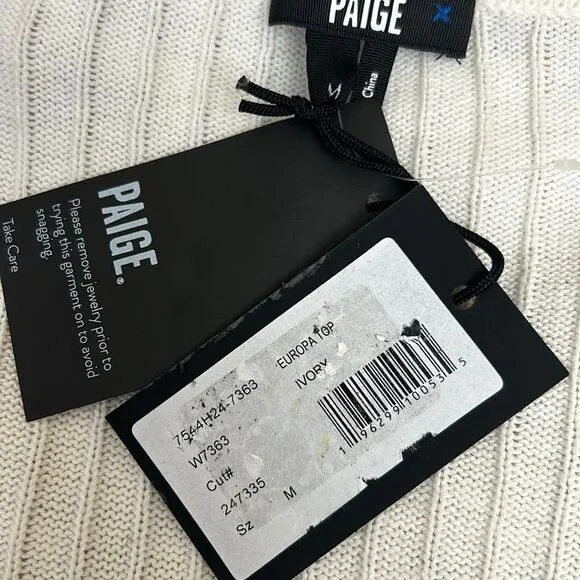 PAIGE
China
PAIGE®
Please remove jewelry prior to
trying this garment on to avoid
snagging.
Take Care
EUROPA TOP
7544H24-7363
IVORY
W7363
Cut#
247335
Sz M
1 96299 10053 5